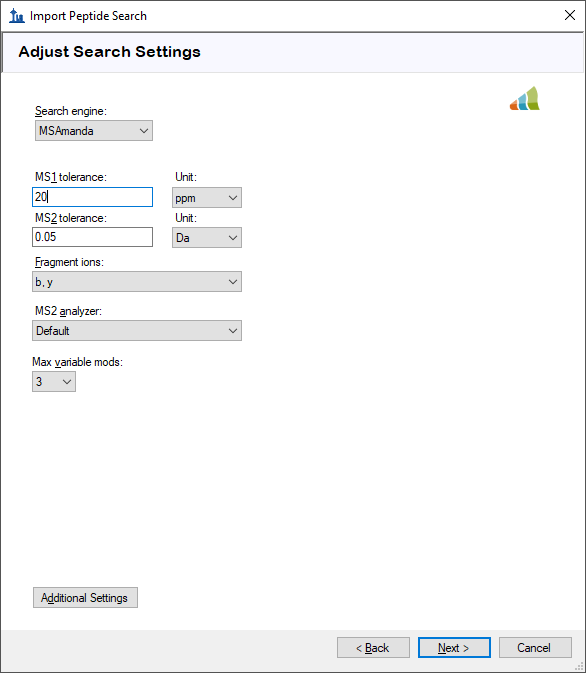 Import Peptide Search
Adjust Search Settings
Search engine:
MSAmanda
MS1 tolerance: Unit:
20 ppm
MS2 tolerance: Unit:
0.05 Da
Fragment ions:
b, y
MS2 analyzer:
Default
Max variable mods:
3
Additional Settings
< Back Next > Cancel